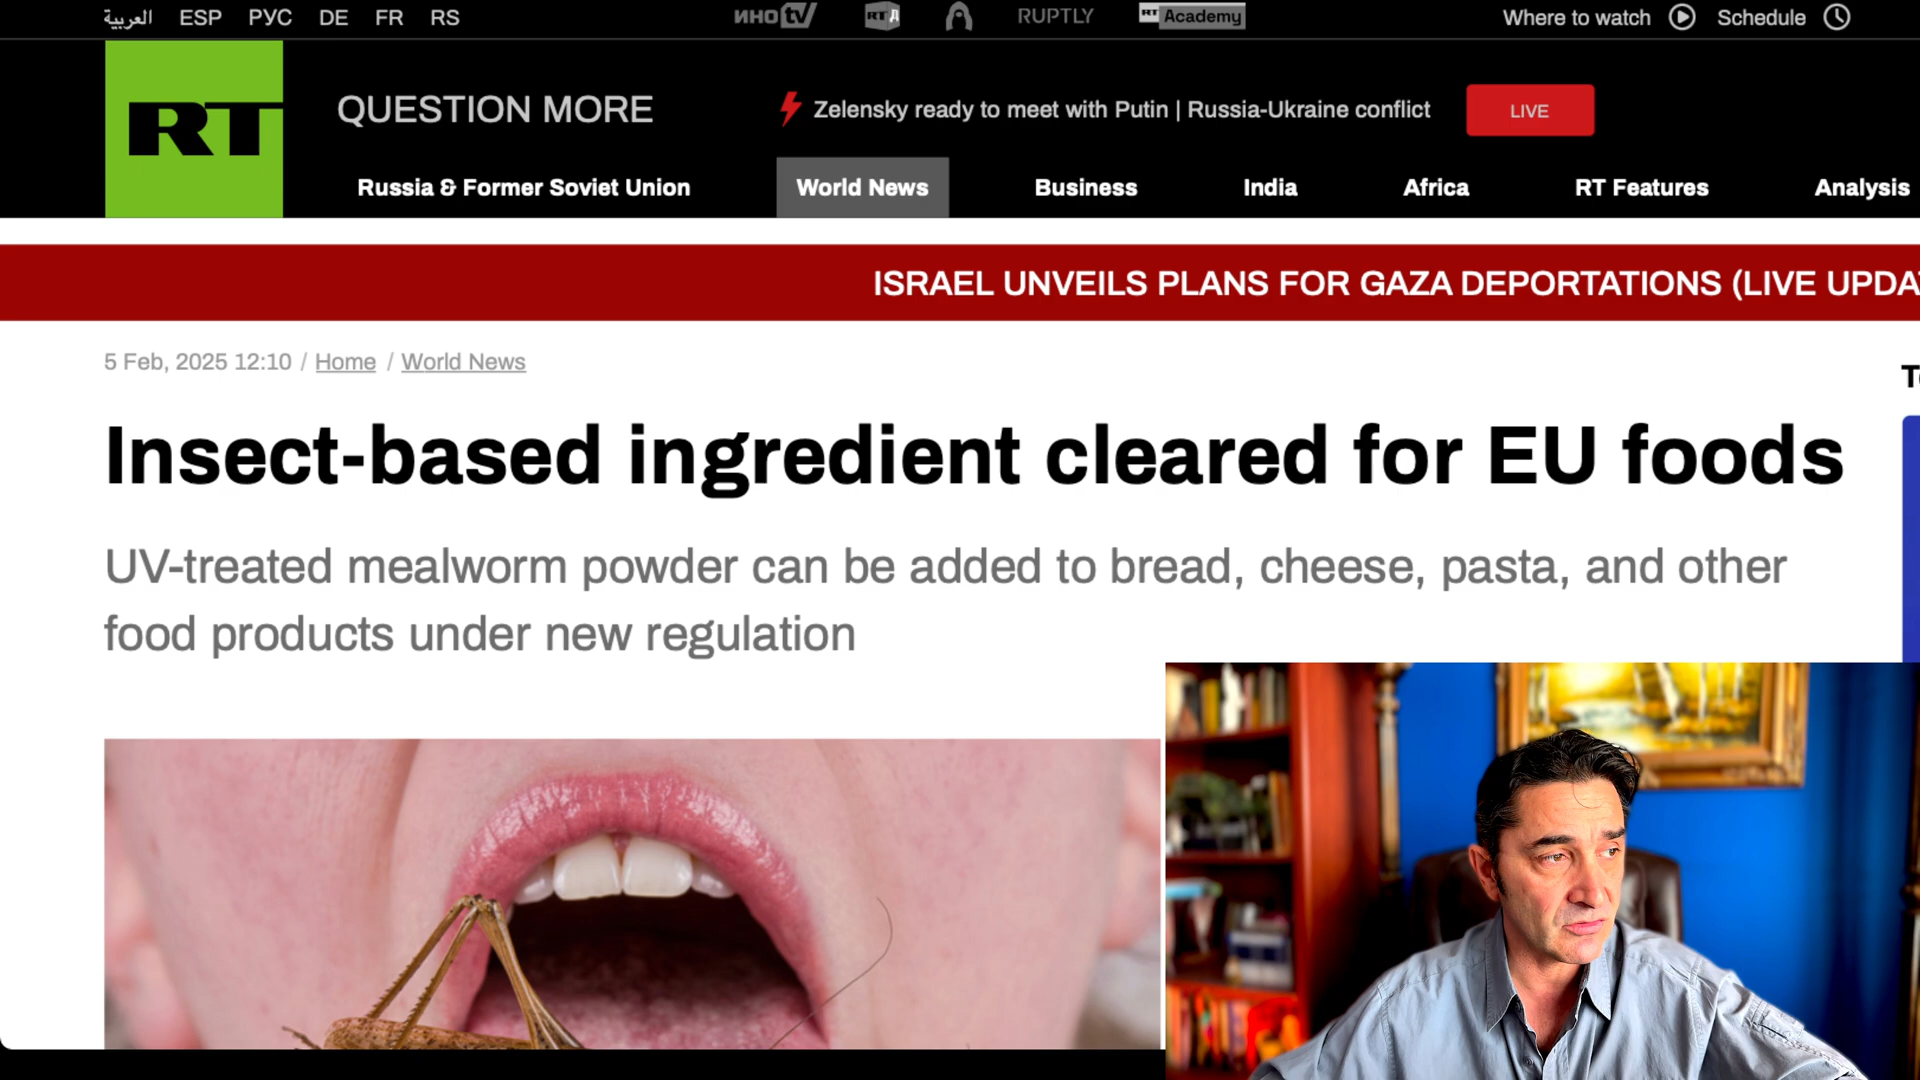 العربية ESP РУС DE FR RS
ИНО tv RT Д RUPTLY RT Academy
Where to watch Schedule
RT
QUESTION MORE
Zelensky ready to meet with Putin | Russia-Ukraine conflict
LIVE
Russia & Former Soviet Union World News Business India Africa RT Features Analysis
ISRAEL UNVEILS PLANS FOR GAZA DEPORTATIONS (LIVE UPDA
5 Feb, 2025 12:10 / Home / World News
Insect-based ingredient cleared for EU foods
UV-treated mealworm powder can be added to bread, cheese, pasta, and other
food products under new regulation